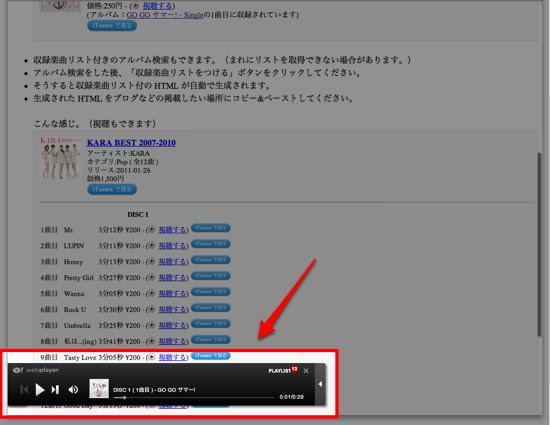 価格:250円 - ( 視聴する)
(アルバム：GO GO サマー! - Singleの1曲目に収録されています)
iTunes で見る
収録楽曲リスト付きのアルバム検索もできます。（まれにリストを取得できない場合があります。）
アルバム検索をした後、「収録楽曲リストをつける」ボタンをクリックしてください。
そうすると収録楽曲リスト付の HTML が自動で生成されます。
生成された HTML をブログなどの掲載したい場所にコピー&ペーストしてください。
こんな感じ。（視聴もできます）
KARA BEST 2007-2010
アーティスト:KARA
カテゴリ:Pop ( 全12曲 )
リリース:2011-01-26
価格1,500円
iTunes で見る
DISC 1
1曲目 Mr. 3分12秒 ¥200 - ( 視聴する) iTunes で見る
2曲目 LUPIN 3分11秒 ¥200 - ( 視聴する) iTunes で見る
3曲目 Honey 3分13秒 ¥200 - ( 視聴する) iTunes で見る
4曲目 Pretty Girl 3分27秒 ¥200 - ( 視聴する) iTunes で見る
5曲目 Wanna 3分05秒 ¥200 - ( 視聴する) iTunes で見る
6曲目 Rock U 3分30秒 ¥200 - ( 視聴する) iTunes で見る
7曲目 Umbrella 3分25秒 ¥200 - ( 視聴する) iTunes で見る
8曲目 私は...(ing) 3分41秒 ¥200 - ( 視聴する) iTunes で見る
9曲目 Tasty Love 3分05秒 ¥200 - ( 視聴する) iTunes で見る
Y! webplayer PLAYLIST 13
DISC 1 ( 1曲目 ) - GO GO サマー!
0:01/0:29